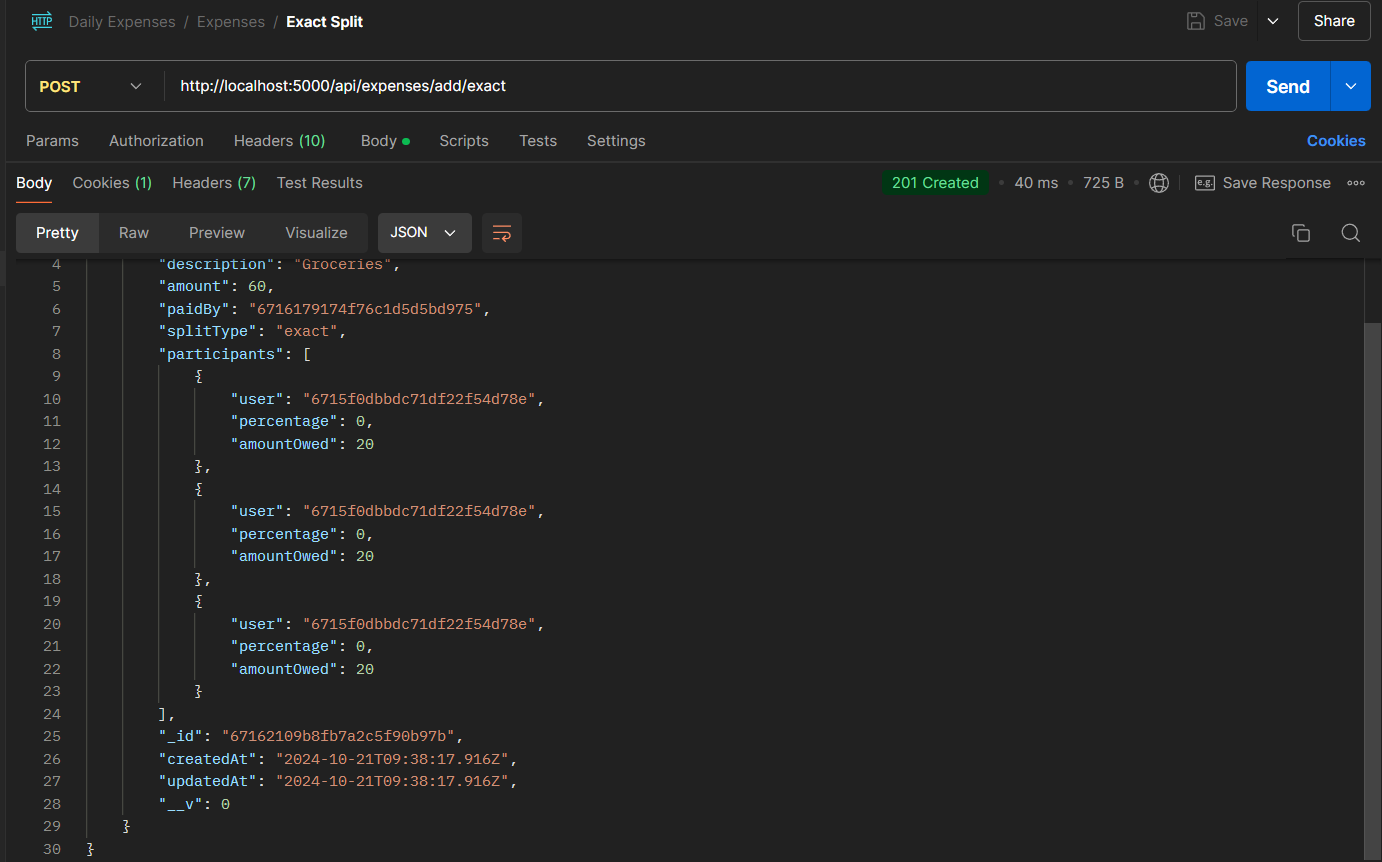 HTTP Daily Expenses / Expenses / Exact Split Save Share
POST http://localhost:5000/api/expenses/add/exact Send
Params Authorization Headers (10) Body Scripts Tests Settings Cookies
Body Cookies (1) Headers (7) Test Results 201 Created 40 ms 725 B e.g. Save Response
Pretty Raw Preview Visualize JSON
4 "description": "Groceries",
5 "amount": 60,
6 "paidBy": "6716179174f76c1d5d5bd975",
7 "splitType": "exact",
8 "participants": [
9 {
10 "user": "6715f0dbbdc71df22f54d78e",
11 "percentage": 0,
12 "amountOwed": 20
13 },
14 {
15 "user": "6715f0dbbdc71df22f54d78e",
16 "percentage": 0,
17 "amountOwed": 20
18 },
19 {
20 "user": "6715f0dbbdc71df22f54d78e",
21 "percentage": 0,
22 "amountOwed": 20
23 }
24 ],
25 "_id": "67162109b8fb7a2c5f90b97b",
26 "createdAt": "2024-10-21T09:38:17.916Z",
27 "updatedAt": "2024-10-21T09:38:17.916Z",
28 "__v": 0
29 }
30 }